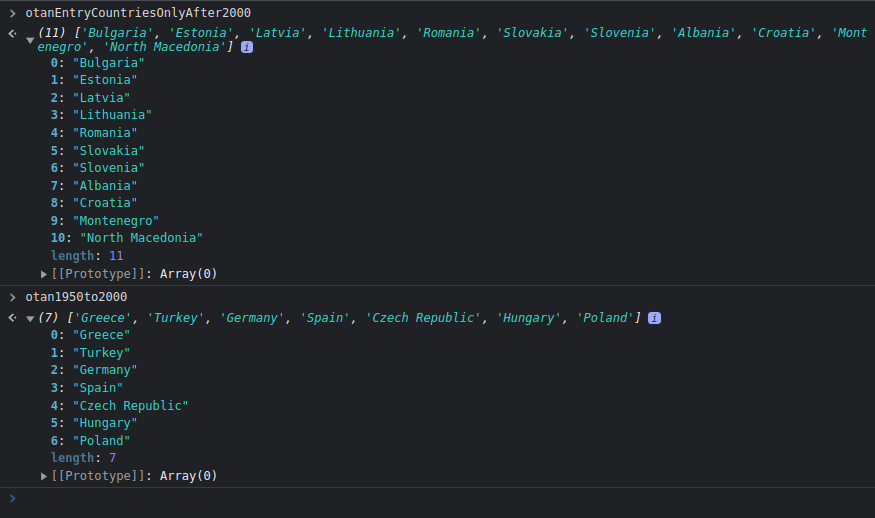 otanEntryCountriesOnlyAfter2000
(11) ['Bulgaria', 'Estonia', 'Latvia', 'Lithuania', 'Romania', 'Slovakia', 'Slovenia', 'Albania', 'Croatia', 'Mont
enegro', 'North Macedonia'] i
0: "Bulgaria"
1: "Estonia"
2: "Latvia"
3: "Lithuania"
4: "Romania"
5: "Slovakia"
6: "Slovenia"
7: "Albania"
8: "Croatia"
9: "Montenegro"
10: "North Macedonia"
length: 11
[[Prototype]]: Array(0)
otan1950to2000
(7) ['Greece', 'Turkey', 'Germany', 'Spain', 'Czech Republic', 'Hungary', 'Poland'] i
0: "Greece"
1: "Turkey"
2: "Germany"
3: "Spain"
4: "Czech Republic"
5: "Hungary"
6: "Poland"
length: 7
[[Prototype]]: Array(0)